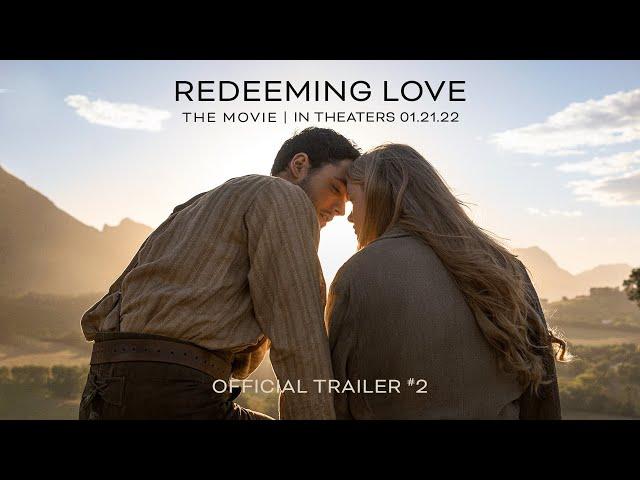 REDEEMING LOVE
THE MOVIE | IN THEATERS 01.21.22
OFFICIAL TRAILER #2